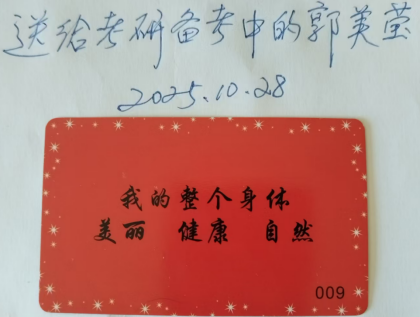 送给考研备考中的郭美莹
2025.10.28
我的整个身体
美丽 健康 自然
009